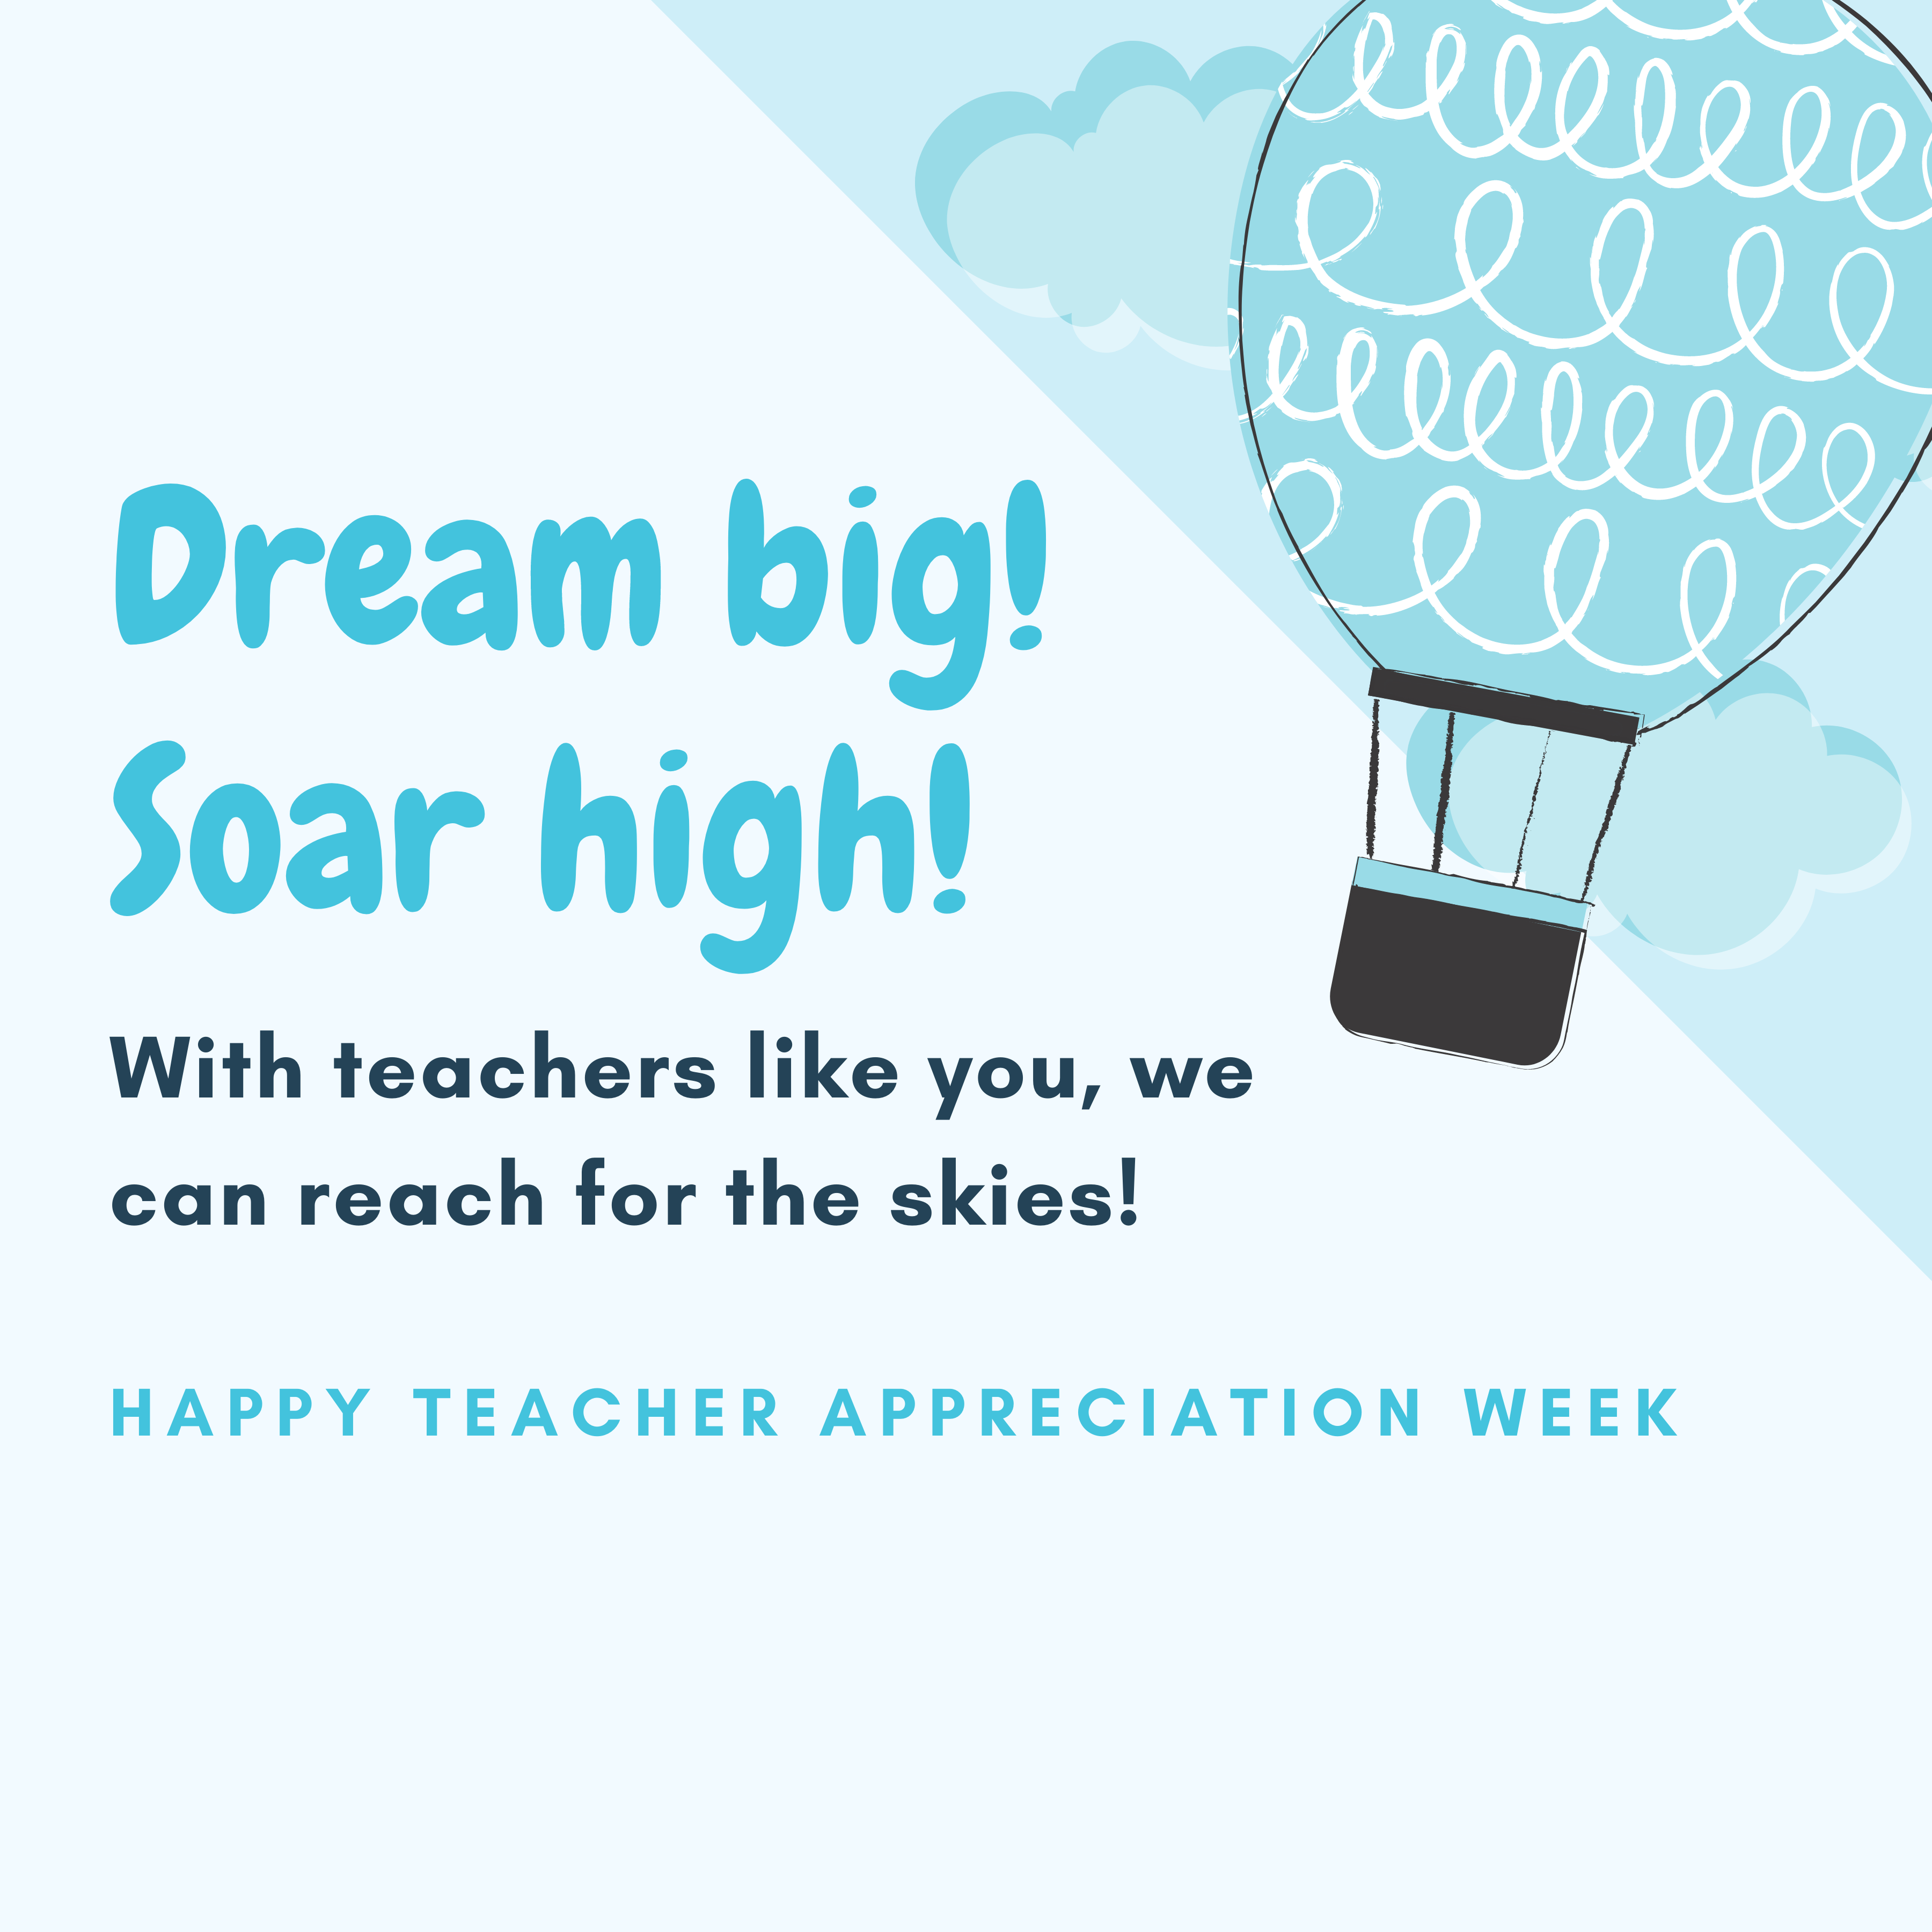 Dream big!
Soar high!
With teachers like you, we
can reach for the skies!
HAPPY TEACHER APPRECIATION WEEK